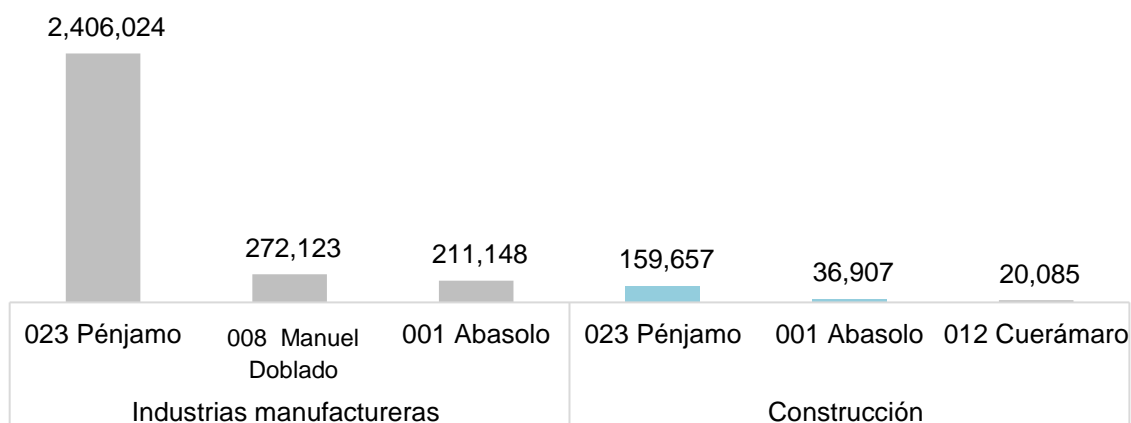 2,406,024
272,123
211,148
159,657
36,907
20,085
023 Pénjamo
008  Manuel
Doblado
001 Abasolo
023 Pénjamo
001 Abasolo
012 Cuerámaro
Industrias manufactureras
Construcción